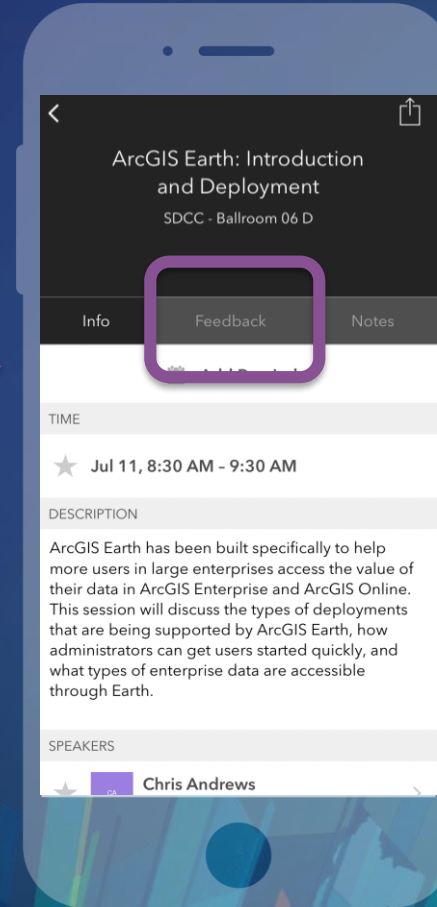 ArcGIS Earth: Introduction
and Deployment
SDCC - Ballroom 06 D
Info Feedback Notes
TIME
Jul 11, 8:30 AM – 9:30 AM
DESCRIPTION
ArcGIS Earth has been built specifically to help
more users in large enterprises access the value of
their data in ArcGIS Enterprise and ArcGIS Online.
This session will discuss the types of deployments
that are being supported by ArcGIS Earth, how
administrators can get users started quickly, and
what types of enterprise data are accessible
through Earth.
SPEAKERS
CA
Chris Andrews